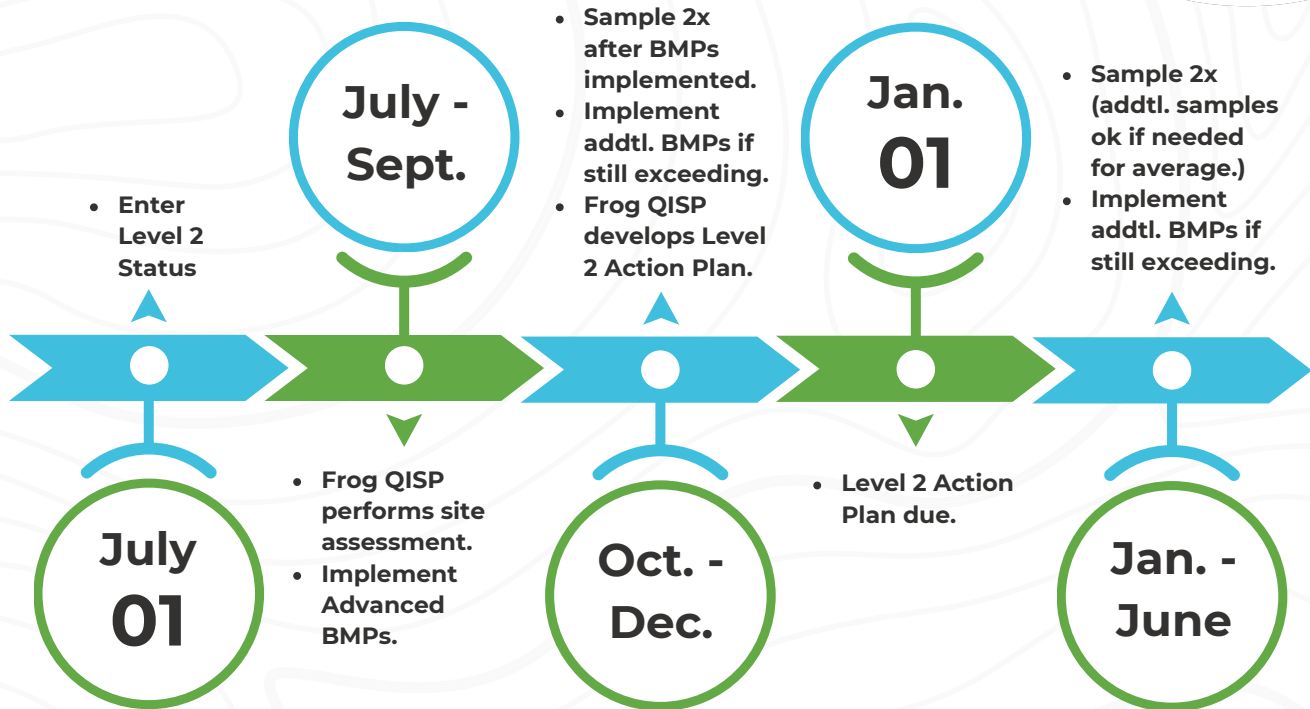 • Enter
Level 2
Status
July
01
July -
Sept.
• Frog QISP
performs site
assessment.
• Implement
Advanced
BMPs.
• Sample 2x
after BMPs
implemented.
• Implement
addtl. BMPs if
still exceeding.
• Frog QISP
develops Level
2 Action Plan.
Oct. -
Dec.
Jan.
01
• Level 2 Action
Plan due.
• Sample 2x
(addtl. samples
ok if needed
for average.)
• Implement
addtl. BMPs if
still exceeding.
Jan. -
June